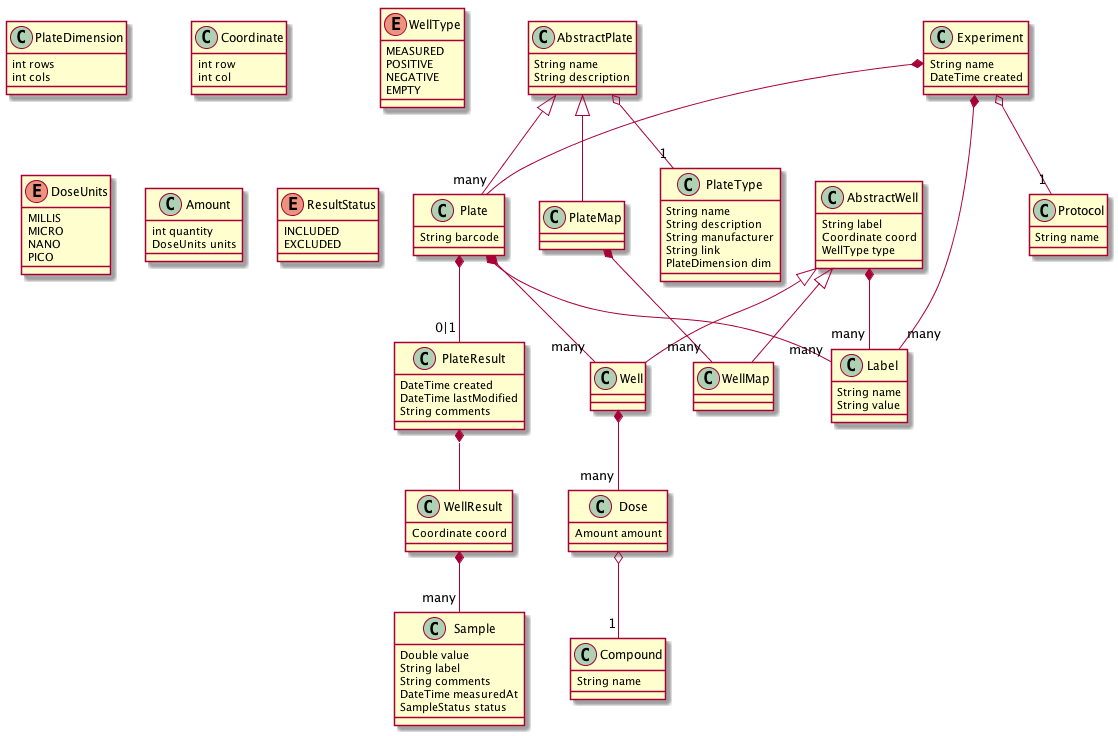 C PlateDimension
int rows
int cols
C Coordinate
int row
int col
E WellType
MEASURED
POSITIVE
NEGATIVE
EMPTY
C AbstractPlate
String name
String description
C Experiment
String name
DateTime created
many
1
1
E DoseUnits
MILLIS
MICRO
NANO
PICO
C Amount
int quantity
DoseUnits units
E ResultStatus
INCLUDED
EXCLUDED
C Plate
String barcode
C PlateMap
C PlateType
String name
String description
String manufacturer
String link
PlateDimension dim
C AbstractWell
String label
Coordinate coord
WellType type
C Protocol
String name
0|1
many
many
many
many
many
C PlateResult
DateTime created
DateTime lastModified
String comments
C Well
C WellMap
C Label
String name
String value
many
C WellResult
Coordinate coord
C Dose
Amount amount
many
1
C Sample
Double value
String label
String comments
DateTime measuredAt
SampleStatus status
C Compound
String name